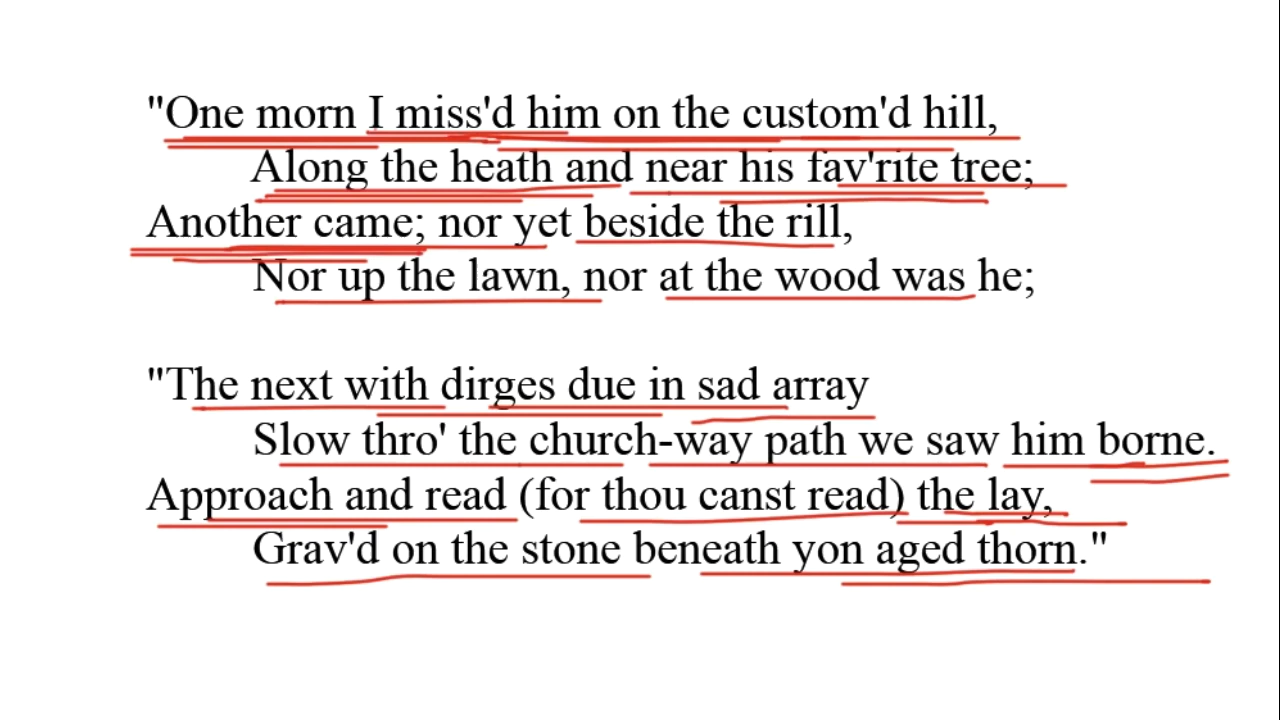 "One morn I miss'd him on the custom'd hill,
Along the heath and near his fav'rite tree;
Another came; nor yet beside the rill,
Nor up the lawn, nor at the wood was he;
"The next with dirges due in sad array
Slow thro' the church-way path we saw him borne.
Approach and read (for thou canst read) the lay,
Grav'd on the stone beneath yon aged thorn."